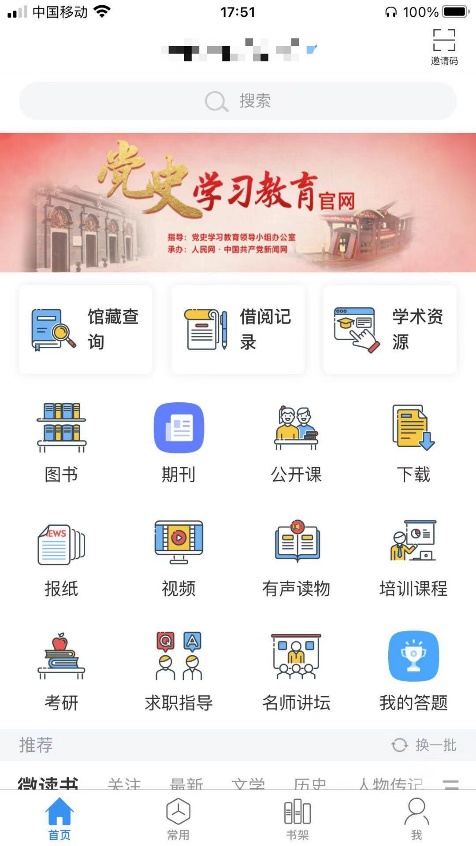 中国移动
17:51
100%
邀请码
搜索
党史学习教育官网
指导：党史学习教育领导小组办公室
承办：人民网·中国共产党新闻网
馆藏查
询
借阅记
录
学术资
源
图书
期刊
公开课
下载
NEWS
报纸
视频
有声读物
培训课程
Q
A
考研
求职指导
名师讲坛
我的答题
推荐
换一批
微读书
关注
最新
文学
历史
人物传记
首页
常用
书架
我